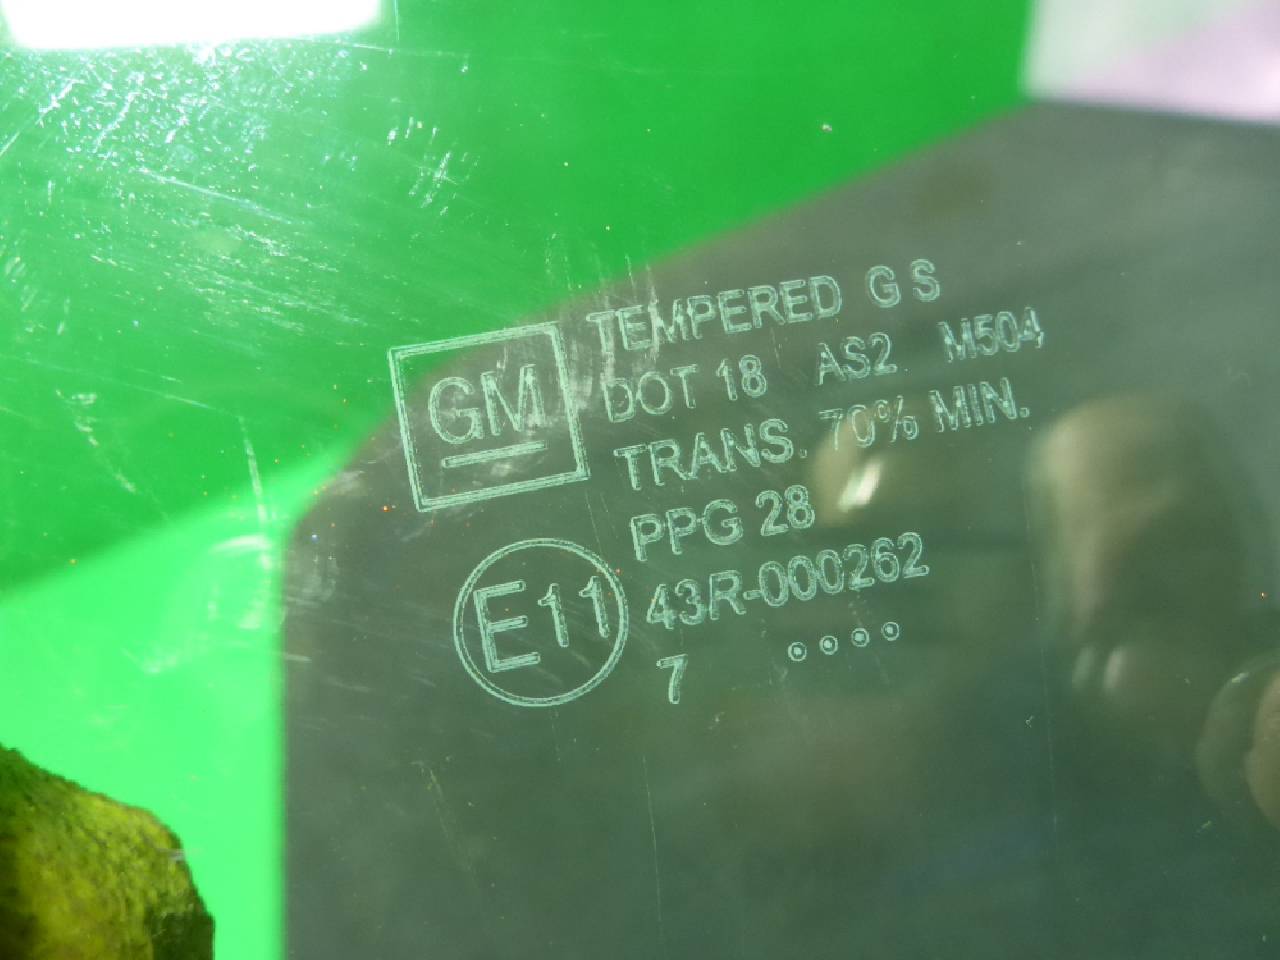 GM
TEMPERED G S
DOT 18 AS2 M504
TRANS. 70% MIN.
PPG 28
E11
43R-000262
7